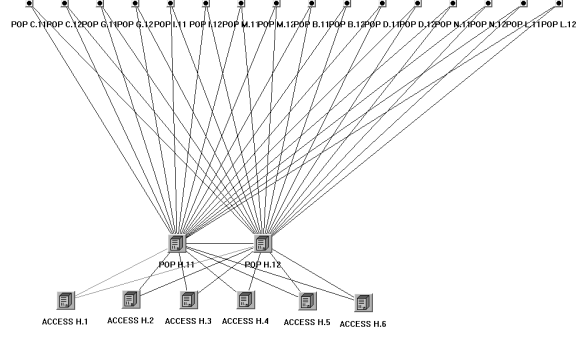 POP C.11 POP C.12 POP G.11 POP G.12 POP I.11 POP I.12 POP M.11 POP M.12 POP B.11 POP B.12 POP D.11 POP D.12 POP N.11 POP N.12 POP L.11 POP L.12
POP H.11 POP H.12
ACCESS H.1 ACCESS H.2 ACCESS H.3 ACCESS H.4 ACCESS H.5 ACCESS H.6